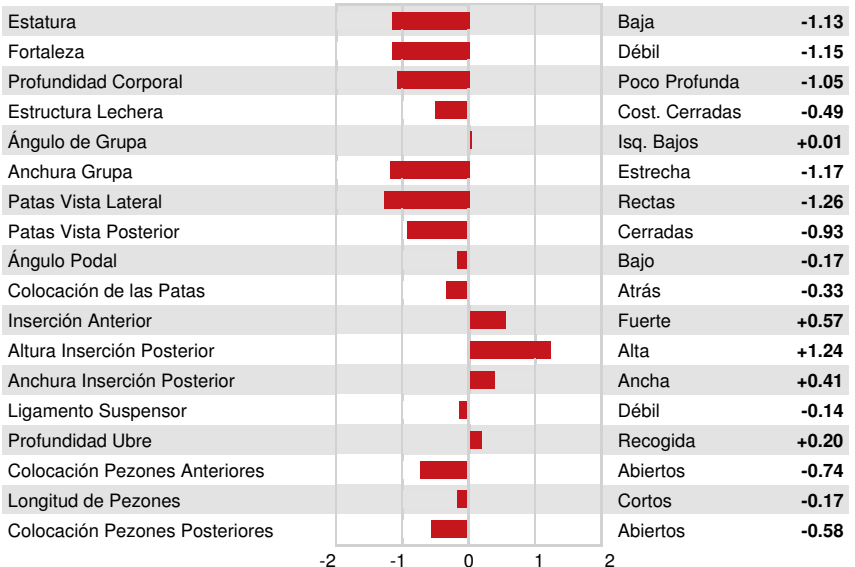 Estatura Baja -1.13
Fortaleza Débil -1.15
Profundidad Corporal Poco Profunda -1.05
Estructura Lechera Cost. Cerradas -0.49
Ángulo de Grupa Isq. Bajos +0.01
Anchura Grupa Estrecha -1.17
Patas Vista Lateral Rectas -1.26
Patas Vista Posterior Cerradas -0.93
Ángulo Podal Bajo -0.17
Colocación de las Patas Atrás -0.33
Inserción Anterior Fuerte +0.57
Altura Inserción Posterior Alta +1.24
Anchura Inserción Posterior Ancha +0.41
Ligamento Suspensor Débil -0.14
Profundidad Ubre Recogida +0.20
Colocación Pezones Anteriores Abiertos -0.74
Longitud de Pezones Cortos -0.17
Colocación Pezones Posteriores Abiertos -0.58
-2 -1 0 1 2